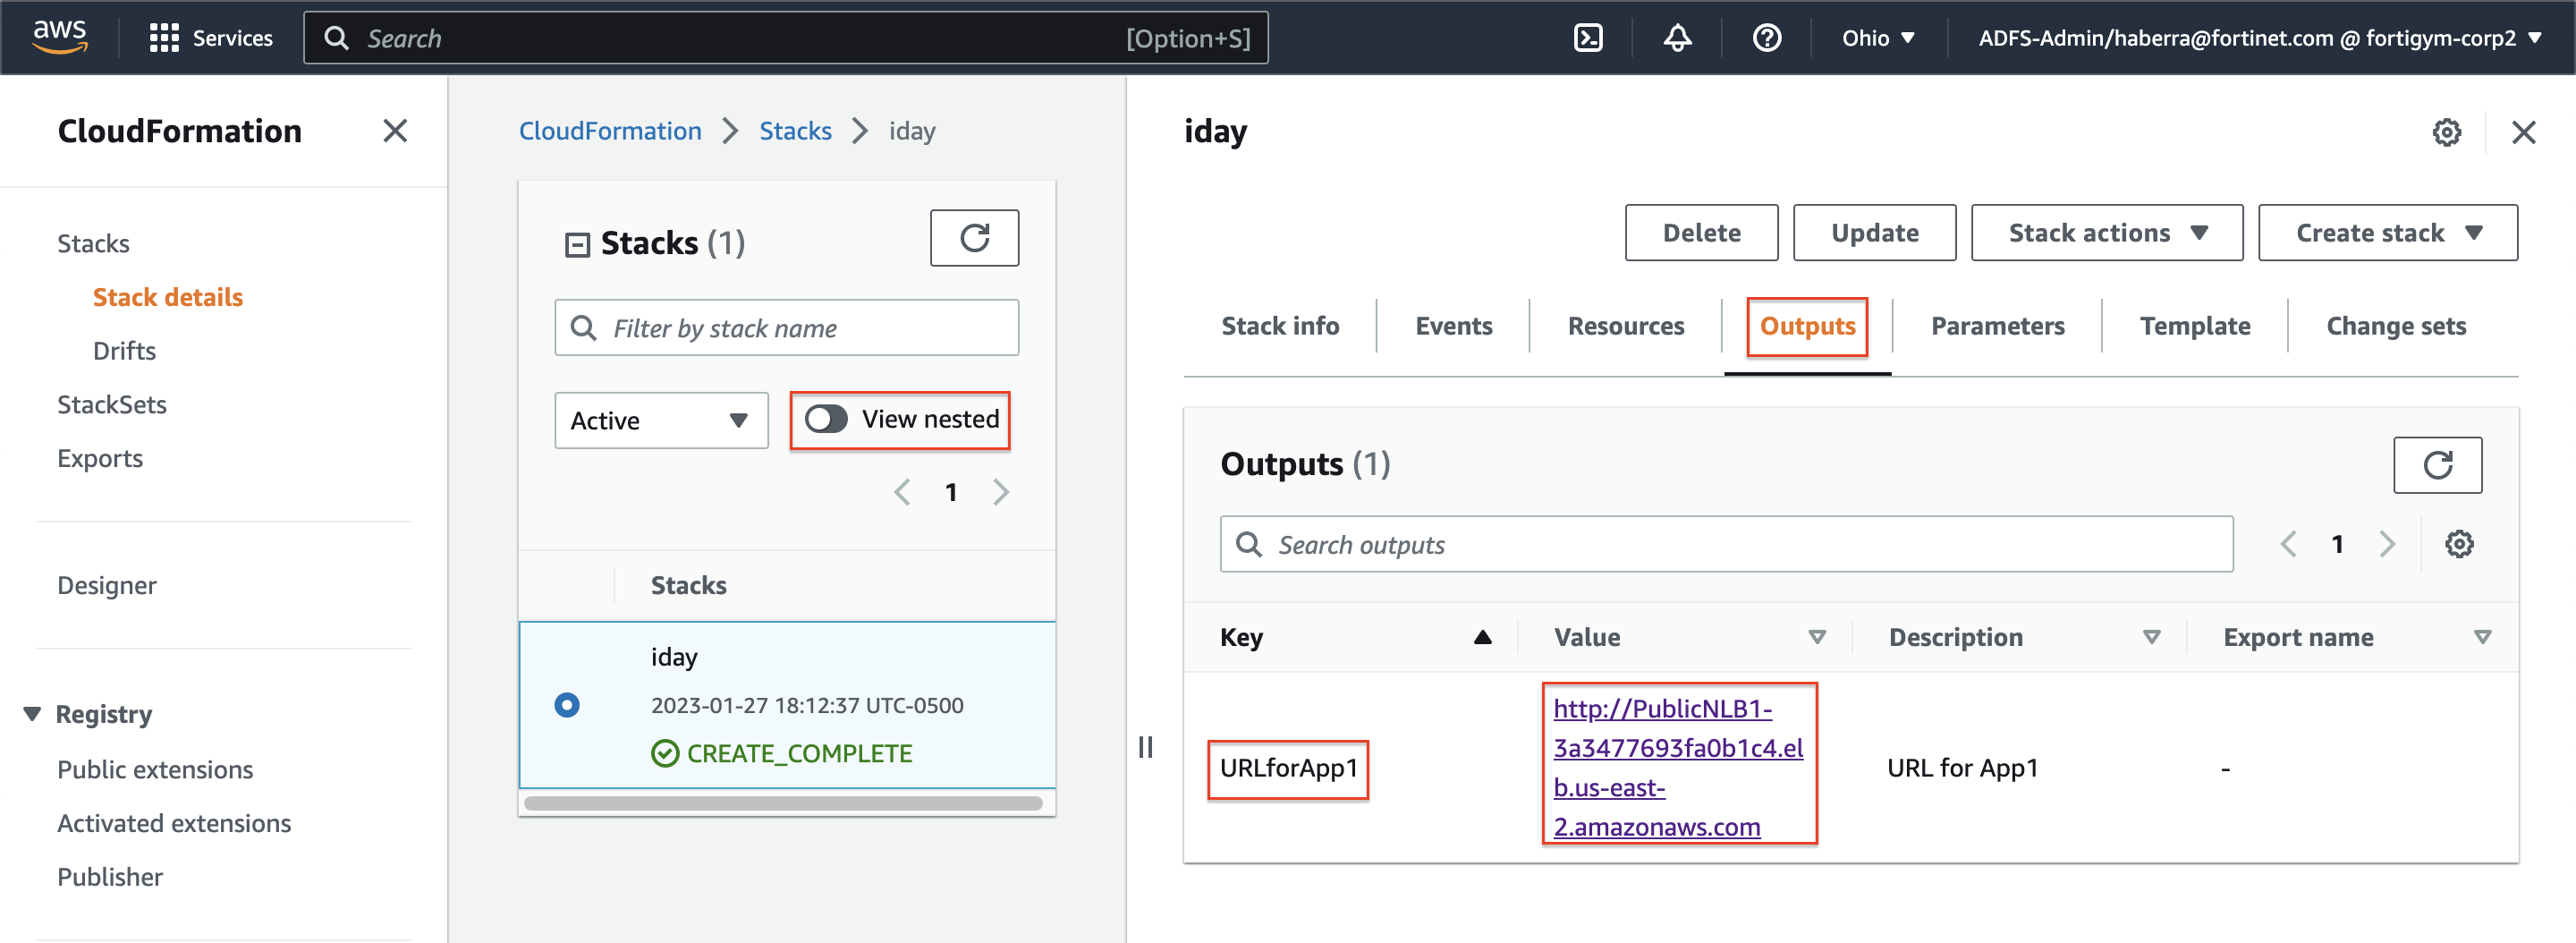 aws
Services
Search
[Option+S]
Ohio
ADFS-Admin/haberra@fortinet.com @ fortigym-corp2
CloudFormation
Stacks
Stack details
Drifts
StackSets
Exports
Designer
Registry
Public extensions
Activated extensions
Publisher
CloudFormation
Stacks
iday
Stacks (1)
Filter by stack name
Active
View nested
1
Stacks
iday
2023-01-27 18:12:37 UTC-0500
CREATE_COMPLETE
iday
Delete
Update
Stack actions
Create stack
Stack info
Events
Resources
Outputs
Parameters
Template
Change sets
Outputs (1)
Search outputs
1
Key
Value
Description
Export name
URLforApp1
http://PublicNLB1-
3a3477693fa0b1c4.el
b.us-east-
2.amazonaws.com
URL for App1
-